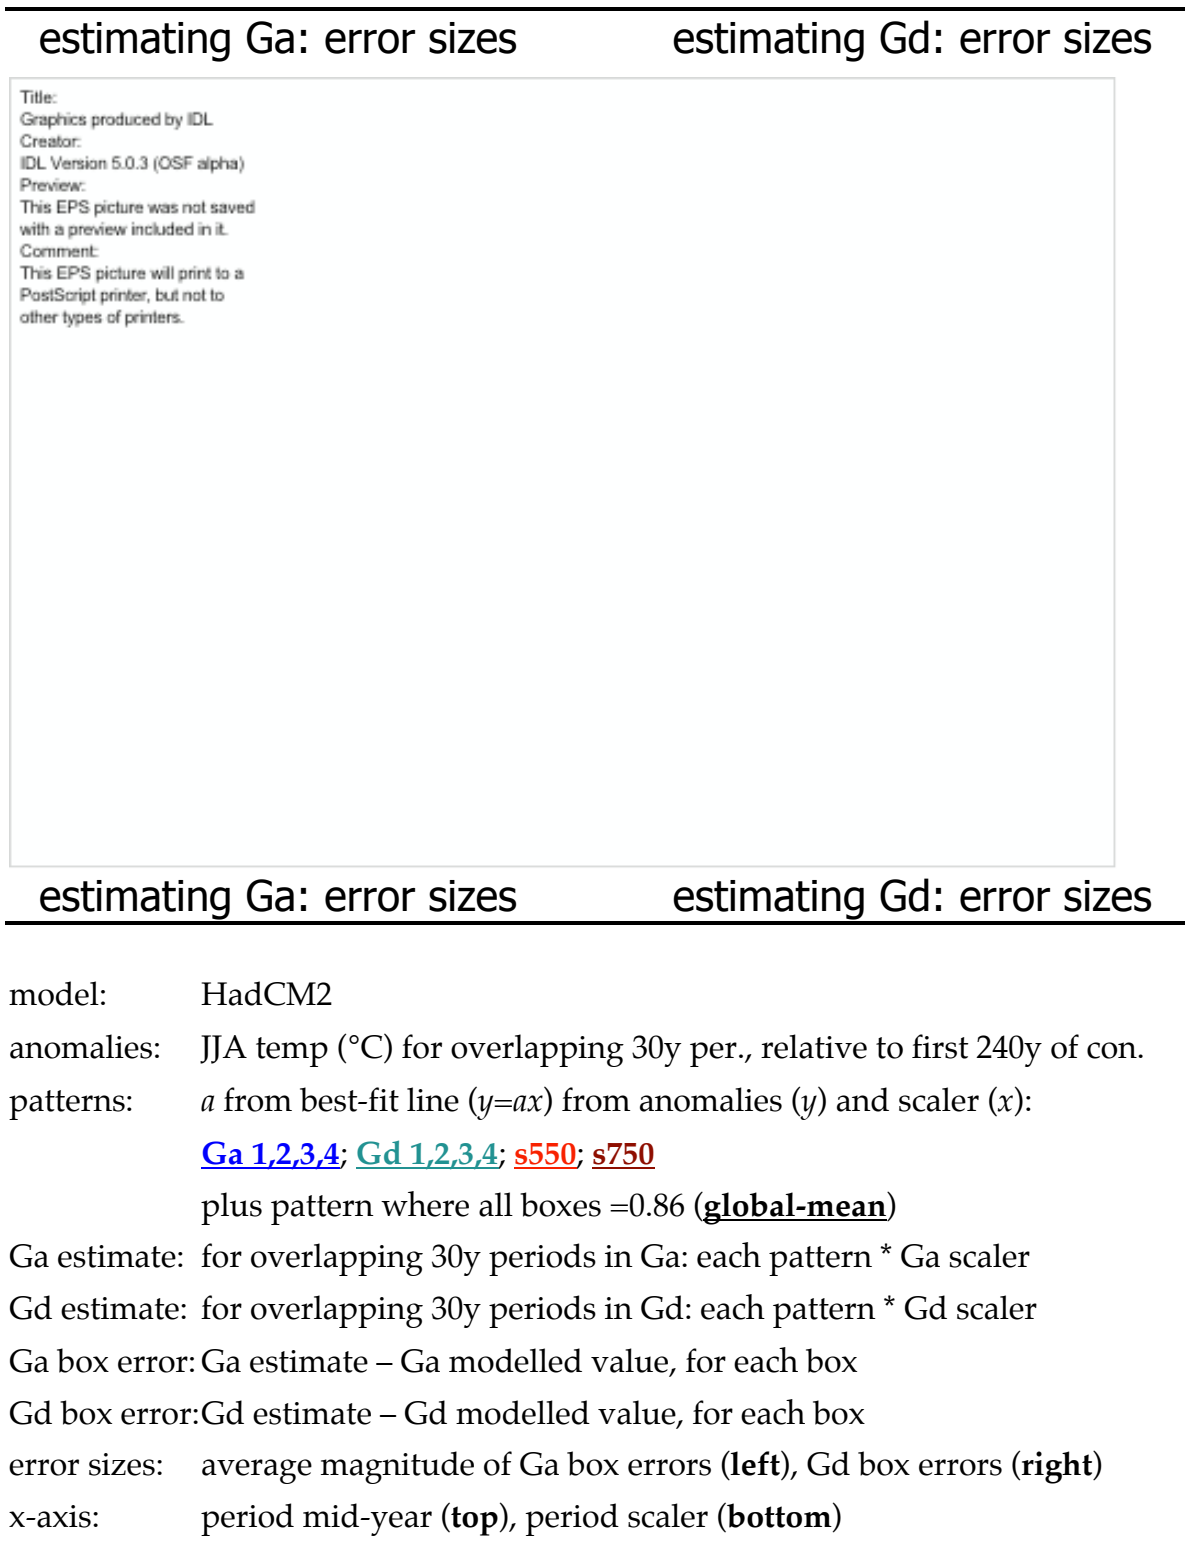 estimating Ga: error sizes estimating Gd: error sizes
Title:
Graphics produced by IDL
Creator:
IDL Version 5.0.3 (OSF alpha)
Preview:
This EPS picture was not saved
with a preview included in it.
Comment:
This EPS picture will print to a
PostScript printer, but not to
other types of printers.
estimating Ga: error sizes estimating Gd: error sizes
model: HadCM2
anomalies: JJA temp (°C) for overlapping 30y per., relative to first 240y of con.
patterns: a from best-fit line (y=ax) from anomalies (y) and scaler (x):
Ga 1,2,3,4; Gd 1,2,3,4; s550; s750
plus pattern where all boxes =0.86 (global-mean)
Ga estimate: for overlapping 30y periods in Ga: each pattern * Ga scaler
Gd estimate: for overlapping 30y periods in Gd: each pattern * Gd scaler
Ga box error: Ga estimate – Ga modelled value, for each box
Gd box error:Gd estimate – Gd modelled value, for each box
error sizes: average magnitude of Ga box errors (left), Gd box errors (right)
x-axis: period mid-year (top), period scaler (bottom)